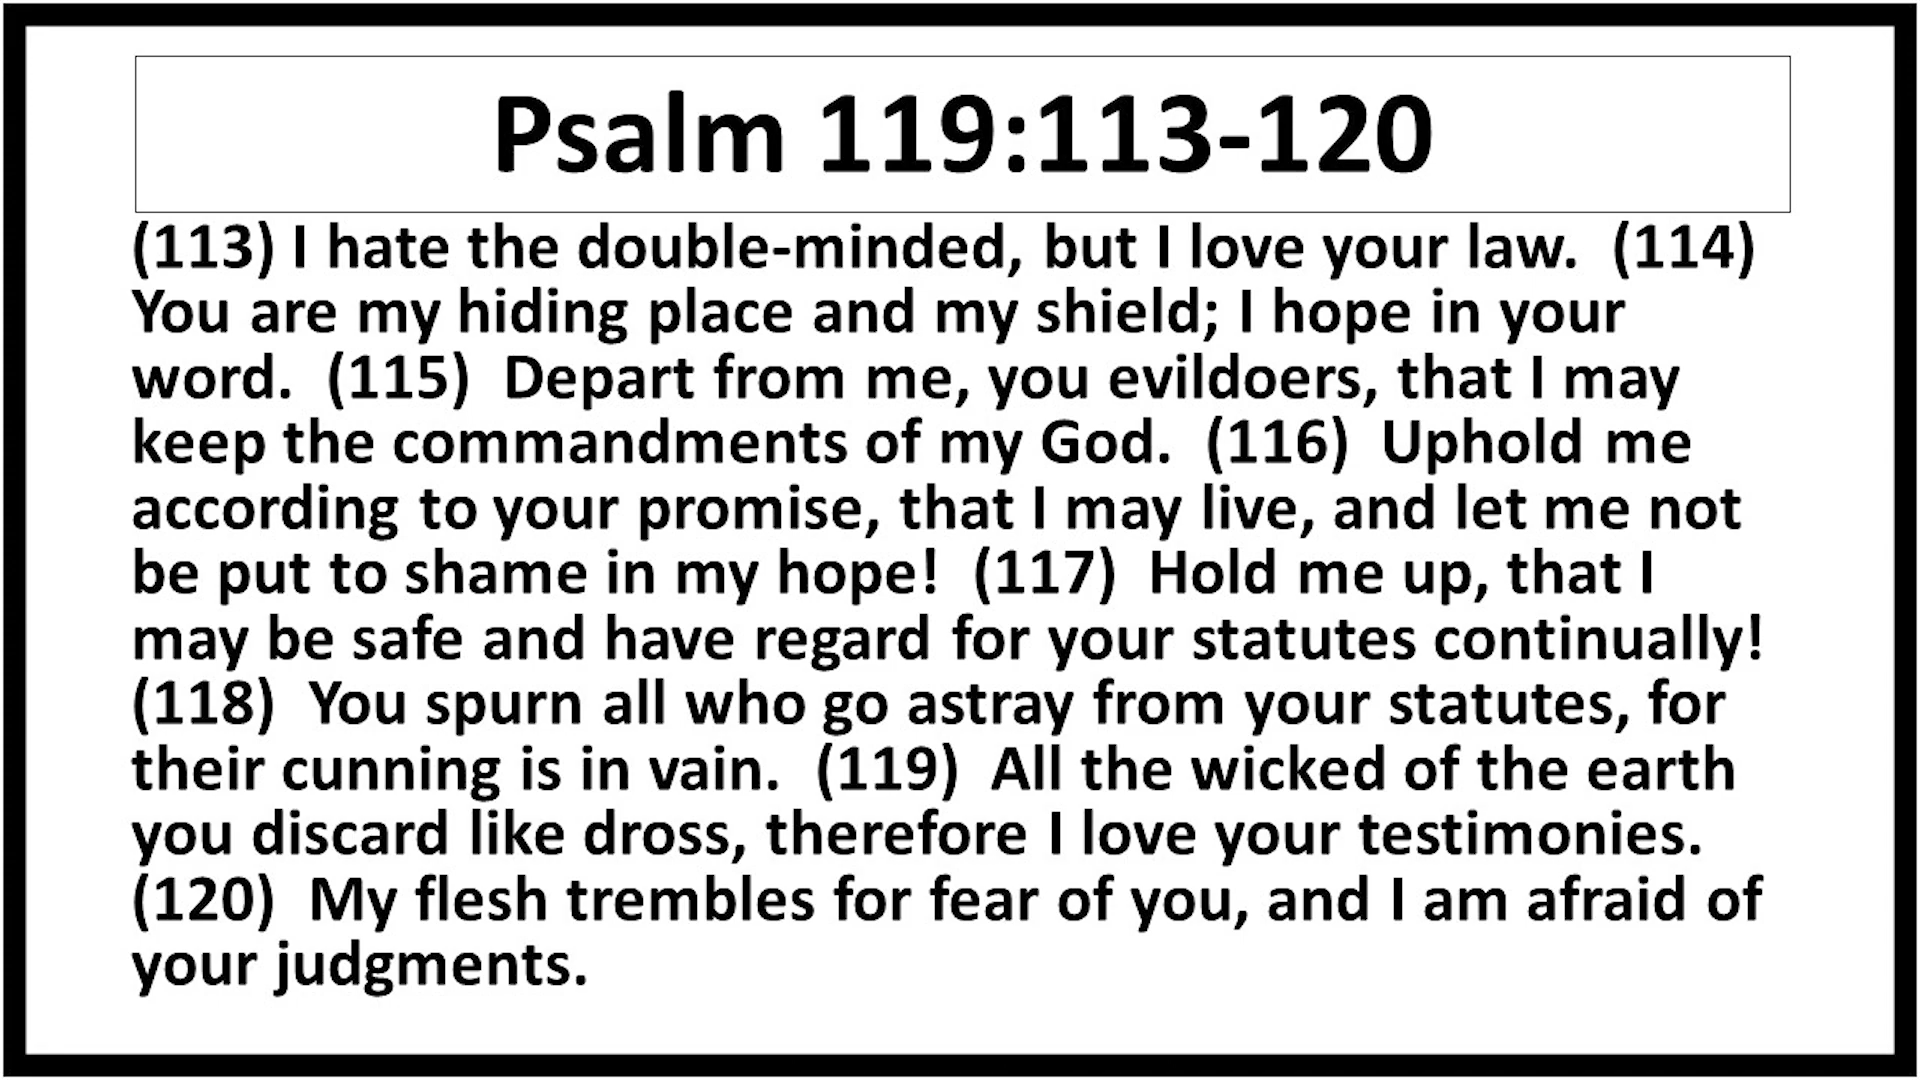 Psalm 119:113-120
(113) I hate the double-minded, but I love your law.  (114)
You are my hiding place and my shield; I hope in your
word.  (115)  Depart from me, you evildoers, that I may
keep the commandments of my God.  (116)  Uphold me
according to your promise, that I may live, and let me not
be put to shame in my hope!  (117)  Hold me up, that I
may be safe and have regard for your statutes continually!
(118)  You spurn all who go astray from your statutes, for
their cunning is in vain.  (119)  All the wicked of the earth
you discard like dross, therefore I love your testimonies.
(120)  My flesh trembles for fear of you, and I am afraid of
your judgments.